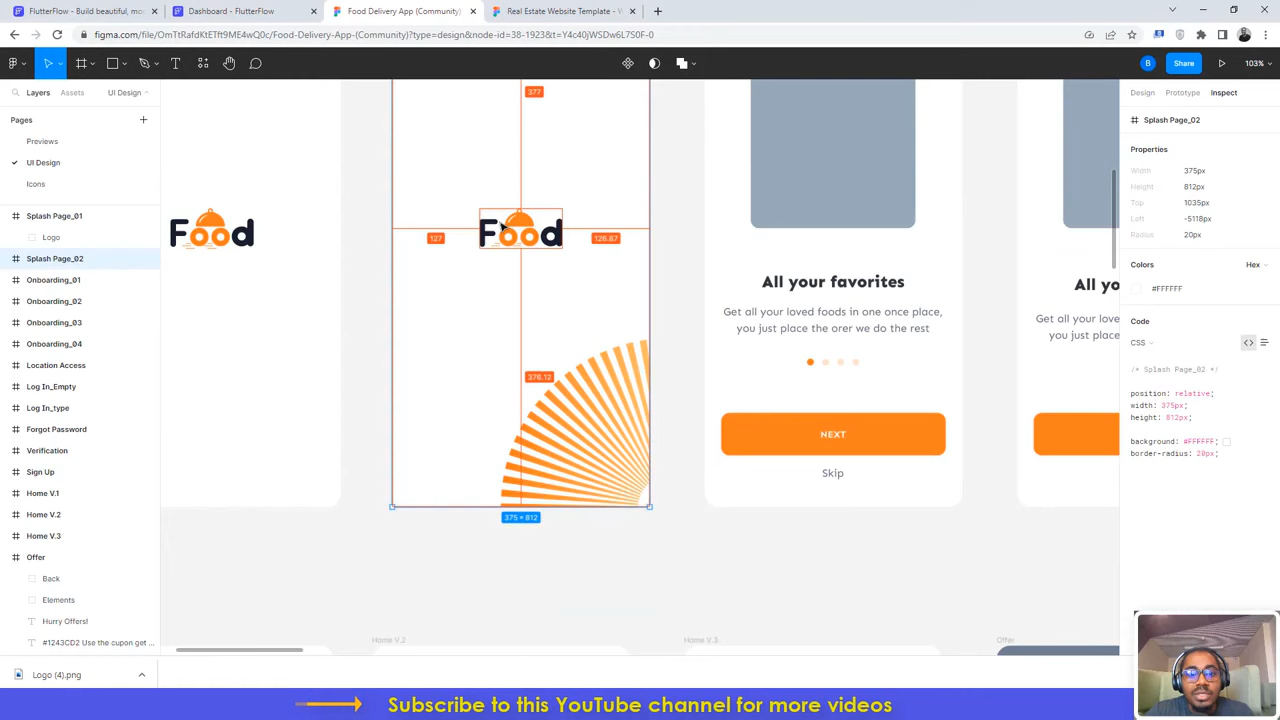 FlutterFlow - Build beautiful, mo
Dashboard - FlutterFlow
Food Delivery App (Community)
Real Estate Website Template - W
figma.com/file/OmTtRafdKtETft9ME4wQ0c/Food-Delivery-App-(Community)?type=design&node-id=38-1923&t=Y4c40jWSDw6L7S0F-0
B
Share
103%
Layers
Assets
UI Design
Pages
Previews
UI Design
Icons
Splash Page_01
Logo
Splash Page_02
Onboarding_01
Onboarding_02
Onboarding_03
Onboarding_04
Location Access
Log In_Empty
Log In_type
Forgot Password
Verification
Sign Up
Home V.1
Home V.2
Home V.3
Offer
Back
Elements
Hurry Offers!
#1243CD2 Use the cupon get ...
Food
377
Food
127
126.87
376.12
375 × 812
All your favorites
Get all your loved foods in one once place,
you just place the orer we do the rest
NEXT
Skip
All yo
Get all your love
you just place
Home V.2
Home V.3
Offer
Design
Prototype
Inspect
Splash Page_02
Properties
Width 375px
Height 812px
Top 1035px
Left -5118px
Radius 20px
Colors
Hex
#FFFFFF
Code
CSS
/* Splash Page_02 */
position: relative;
width: 375px;
height: 812px;
background: #FFFFFF;
border-radius: 20px;
Logo (4).png
Subscribe to this YouTube channel for more videos